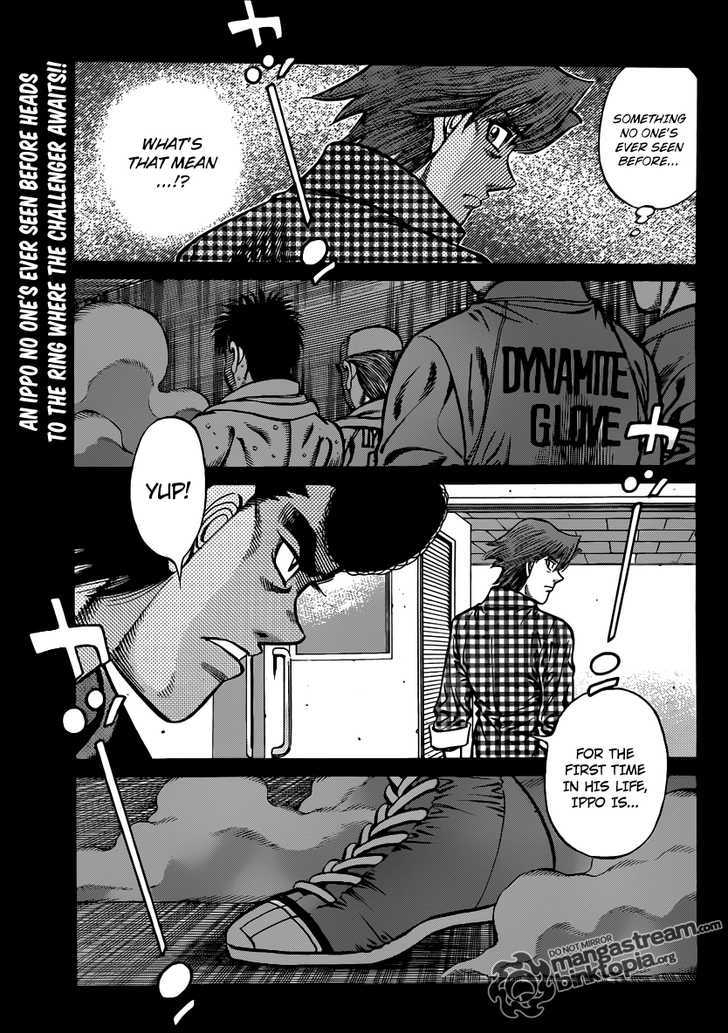 AN IPPO NO ONE'S EVER SEEN BEFORE HEADS
TO THE RING WHERE THE CHALLENGER AWAITS!!
SOMETHING
NO ONE'S
EVER SEEN
BEFORE...
WHAT'S
THAT MEAN
...!?
DYNAMITE
GLOVE
DY
YUP!
FOR THE
FIRST TIME
IN HIS LIFE,
IPPO IS...
DO NOT MIRROR
mangastream.com
binktopia.org